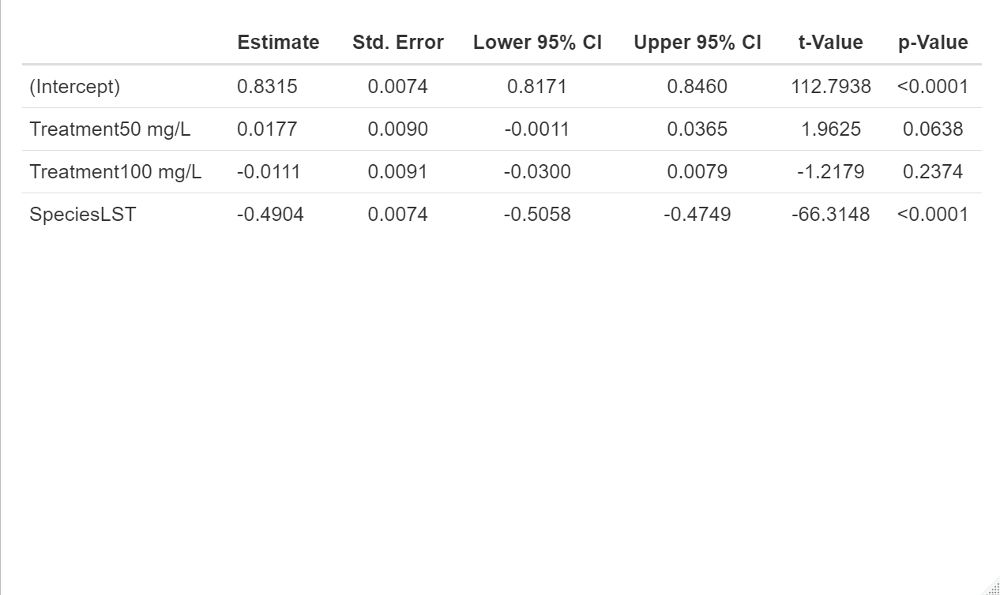 Estimate Std. Error Lower 95% CI Upper 95% CI t-Value p-Value
(Intercept) 0.8315 0.0074 0.8171 0.8460 112.7938 <0.0001
Treatment50 mg/L 0.0177 0.0090 -0.0011 0.0365 1.9625 0.0638
Treatment100 mg/L -0.0111 0.0091 -0.0300 0.0079 -1.2179 0.2374
SpeciesLST -0.4904 0.0074 -0.5058 -0.4749 -66.3148 <0.0001